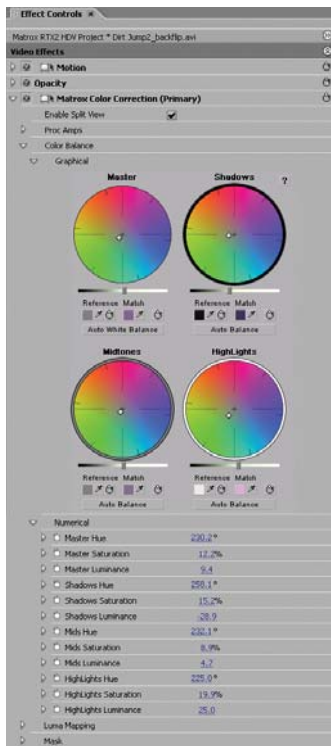 Effect Controls ×
Matrox RTX2 HDV Project * Dirt Jump2_backflip.avi
Video Effects
Motion
Opacity
Matrox Color Correction (Primary)
Enable Split View
Proc Amps
Color Balance
Graphical
Master Shadows ?
Reference Match Reference Match
Auto White Balance Auto Balance
Midtones HighLights
Reference Match Reference Match
Auto Balance Auto Balance
Numerical
Master Hue 230.2°
Master Saturation 12.2%
Master Luminance 9.4
Shadows Hue 258.1°
Shadows Saturation 15.2%
Shadows Luminance -28.9
Mids Hue 232.1°
Mids Saturation 8.9%
Mids Luminance 4.7
HighLights Hue 225.0°
HighLights Saturation 19.9%
HighLights Luminance 25.0
Luma Mapping
Mask